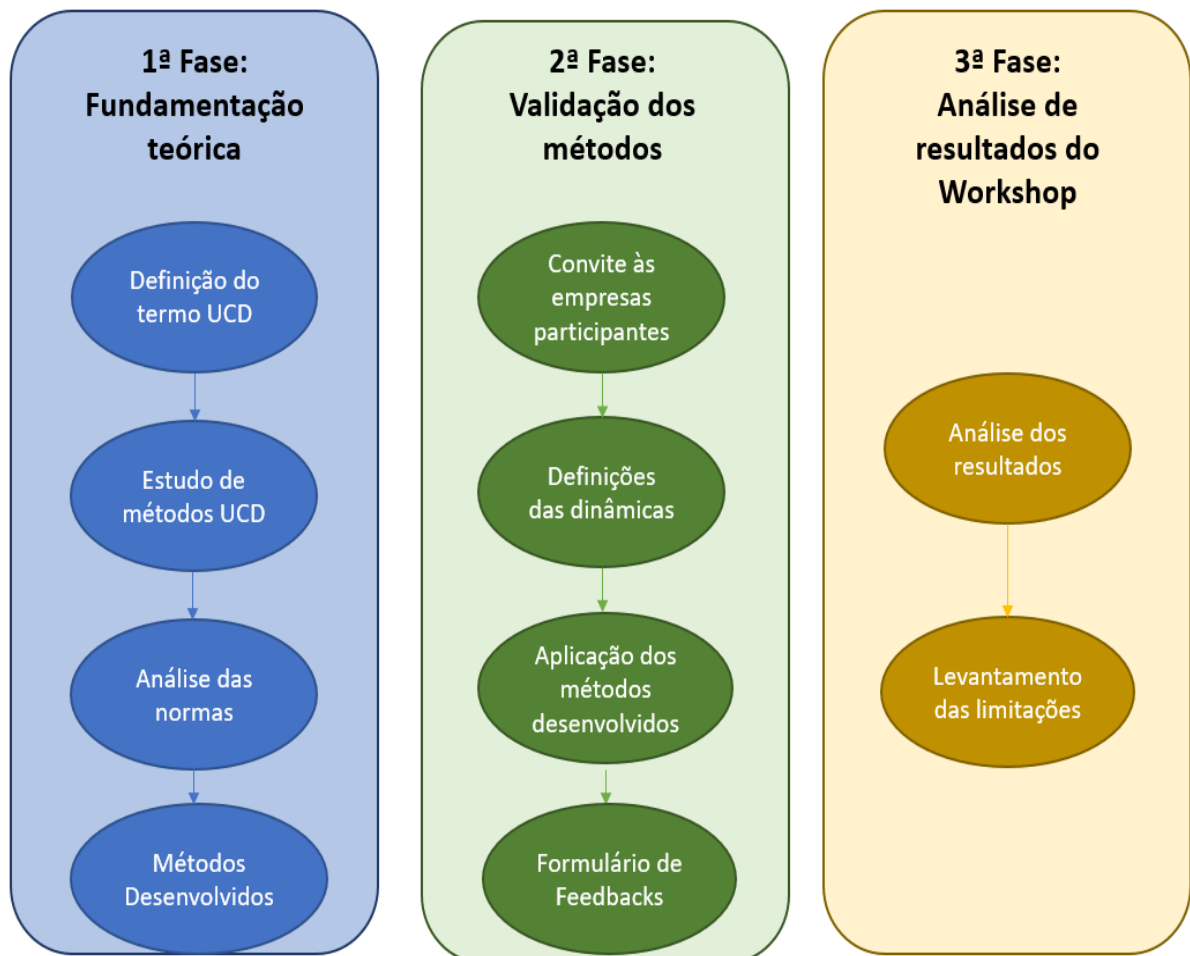 1ª Fase:
Fundamentação
teórica
Definição do
termo UCD
Estudo de
métodos UCD
Análise das
normas
Métodos
Desenvolvidos
2ª Fase:
Validação dos
métodos
Convite às
empresas
participantes
Definições
das dinâmicas
Aplicação dos
métodos
desenvolvidos
Formulário de
Feedbacks
3ª Fase:
Análise de
resultados do
Workshop
Análise dos
resultados
Levantamento
das limitações